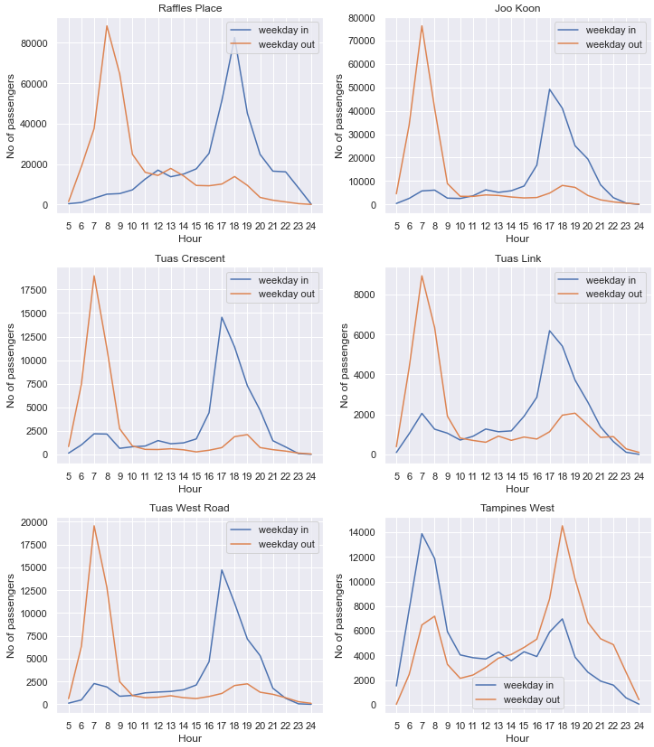 Raffles Place
weekday in
weekday out
No of passengers
80000
60000
40000
20000
0
5 6 7 8 9 10 11 12 13 14 15 16 17 18 19 20 21 22 23 24
Hour
Joo Koon
weekday in
weekday out
No of passengers
80000
70000
60000
50000
40000
30000
20000
10000
0
5 6 7 8 9 10 11 12 13 14 15 16 17 18 19 20 21 22 23 24
Hour
Tuas Crescent
weekday in
weekday out
No of passengers
17500
15000
12500
10000
7500
5000
2500
0
5 6 7 8 9 10 11 12 13 14 15 16 17 18 19 20 21 22 23 24
Hour
Tuas Link
weekday in
weekday out
No of passengers
8000
6000
4000
2000
0
5 6 7 8 9 10 11 12 13 14 15 16 17 18 19 20 21 22 23 24
Hour
Tuas West Road
weekday in
weekday out
No of passengers
20000
17500
15000
12500
10000
7500
5000
2500
0
5 6 7 8 9 10 11 12 13 14 15 16 17 18 19 20 21 22 23 24
Hour
Tampines West
No of passengers
14000
12000
10000
8000
6000
4000
2000
0
weekday in
weekday out
5 6 7 8 9 10 11 12 13 14 15 16 17 18 19 20 21 22 23 24
Hour